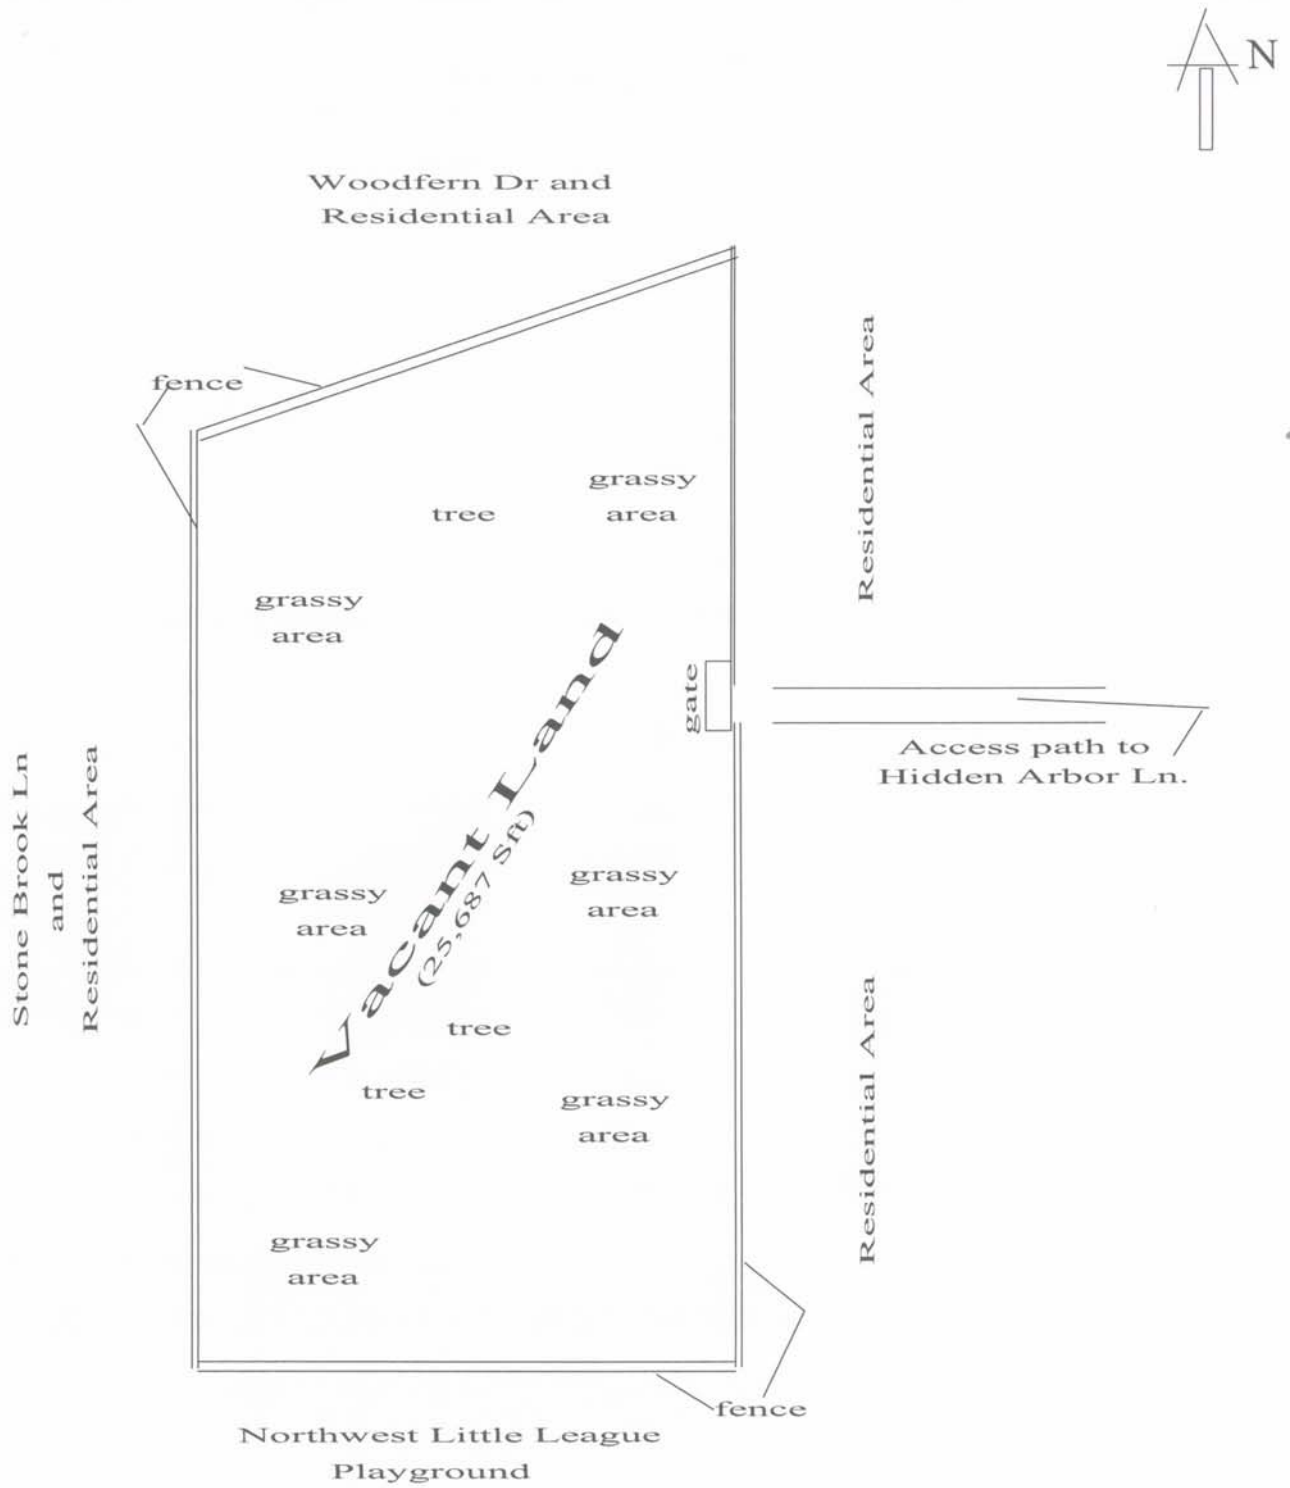 N
Woodfern Dr and
Residential Area
fence
Residential Area
grassy
area
tree
grassy
area
Vacant Land
(25,687 Sft)
gate
Access path to
Hidden Arbor Ln.
Stone Brook Ln
and
Residential Area
grassy
area
grassy
area
tree
tree
grassy
area
Residential Area
grassy
area
fence
Northwest Little League
Playground